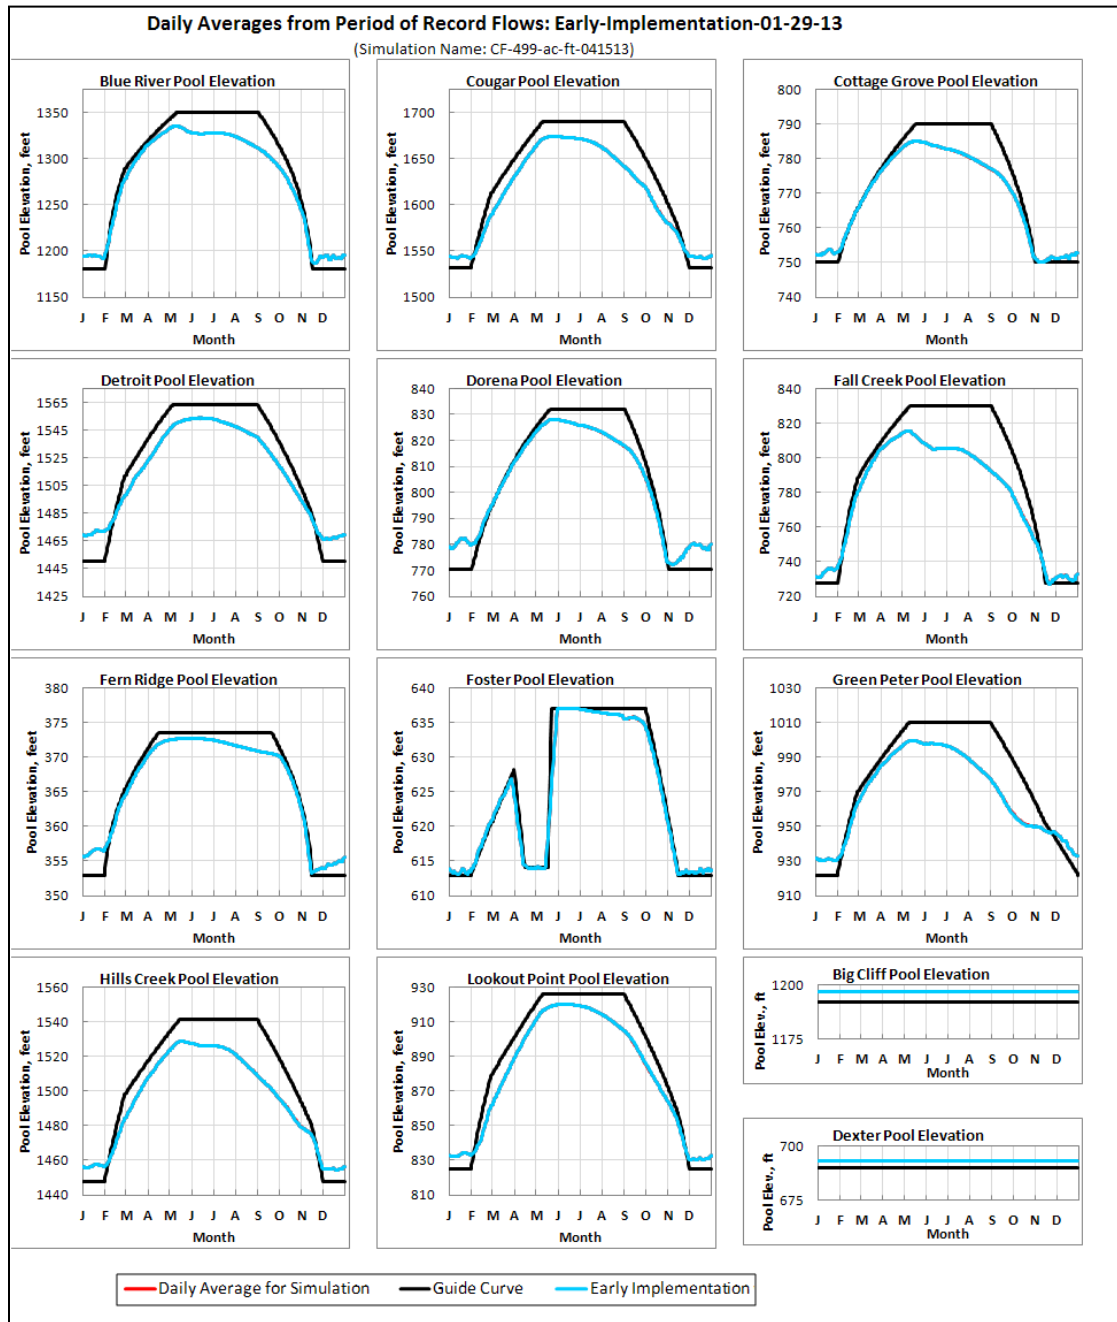 Daily Averages from Period of Record Flows: Early-Implementation-01-29-13
(Simulation Name: CF-499-ac-ft-041513)
Blue River Pool Elevation
Pool Elevation, feet
1350
1300
1250
1200
1150
J F M A M J J A S O N D
Month
Cougar Pool Elevation
Pool Elevation, feet
1700
1650
1600
1550
1500
J F M A M J J A S O N D
Month
Cottage Grove Pool Elevation
Pool Elevation, feet
800
790
780
770
760
750
740
J F M A M J J A S O N D
Month
Detroit Pool Elevation
Pool Elevation, feet
1565
1545
1525
1505
1485
1465
1445
1425
J F M A M J J A S O N D
Month
Dorena Pool Elevation
Pool Elevation, feet
840
830
820
810
800
790
780
770
760
J F M A M J J A S O N D
Month
Fall Creek Pool Elevation
Pool Elevation, feet
840
820
800
780
760
740
720
J F M A M J J A S O N D
Month
Fern Ridge Pool Elevation
Pool Elevation, feet
380
375
370
365
360
355
350
J F M A M J J A S O N D
Month
Foster Pool Elevation
Pool Elevation, feet
640
635
630
625
620
615
610
J F M A M J J A S O N D
Month
Green Peter Pool Elevation
Pool Elevation, feet
1030
1010
990
970
950
930
910
J F M A M J J A S O N D
Month
Hills Creek Pool Elevation
Pool Elevation, feet
1560
1540
1520
1500
1480
1460
1440
J F M A M J J A S O N D
Month
Lookout Point Pool Elevation
Pool Elevation, feet
930
910
890
870
850
830
810
J F M A M J J A S O N D
Month
Big Cliff Pool Elevation
Pool Elev., ft
1200
1175
J F M A M J J A S O N D
Month
Dexter Pool Elevation
Pool Elev., ft
700
675
J F M A M J J A S O N D
Month
Daily Average for Simulation Guide Curve Early Implementation